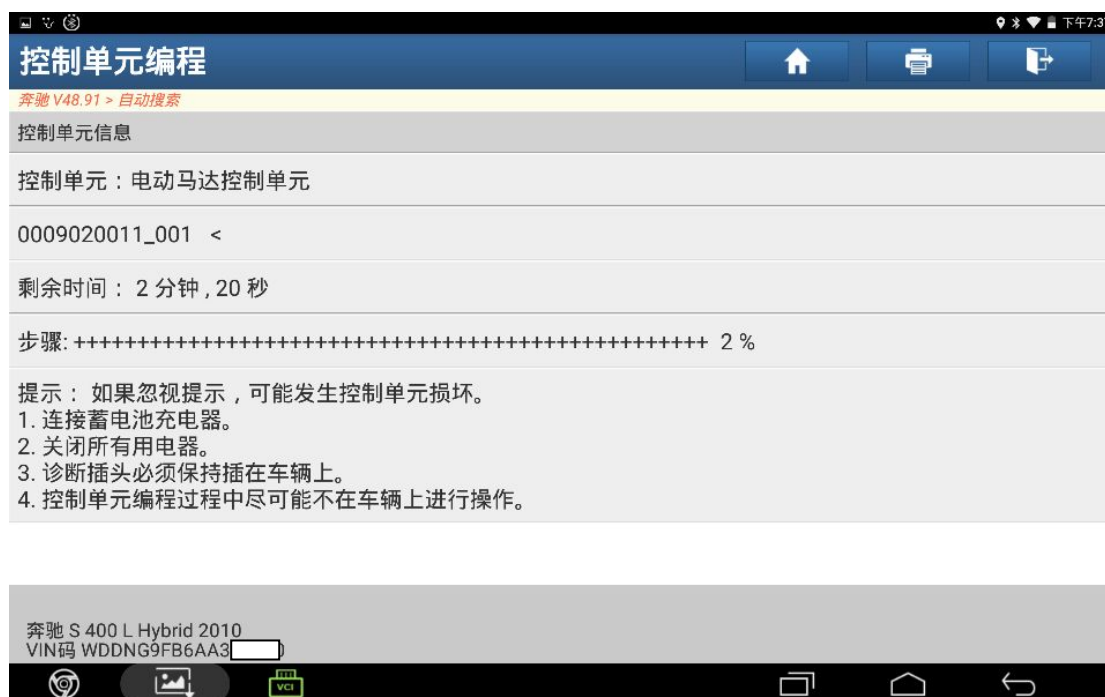 下午7:3
控制单元编程
奔驰 V48.91 > 自动搜索
控制单元信息
控制单元：电动马达控制单元
0009020011_001 <
剩余时间： 2 分钟 , 20 秒
步骤: ++++++++++++++++++++++++++++++++++++++++++++++++++ 2 %
提示： 如果忽视提示，可能发生控制单元损坏。
1. 连接蓄电池充电器。
2. 关闭所有用电器。
3. 诊断插头必须保持插在车辆上。
4. 控制单元编程过程中尽可能不在车辆上进行操作。
奔驰 S 400 L Hybrid 2010
VIN码 WDDNG9FB6AA3
VCI